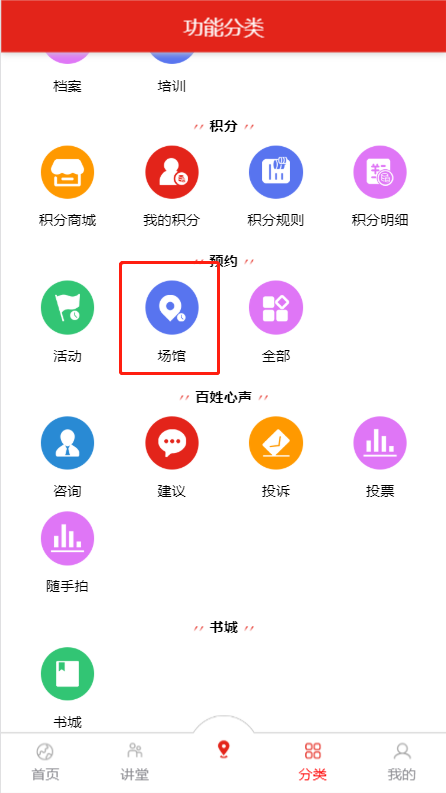 功能分类
档案 培训
积分
积分商城 我的积分 积分规则 积分明细
预约
活动 场馆 全部
百姓心声
咨询 建议 投诉 投票
随手拍
书城
书城
首页 讲堂 分类 我的